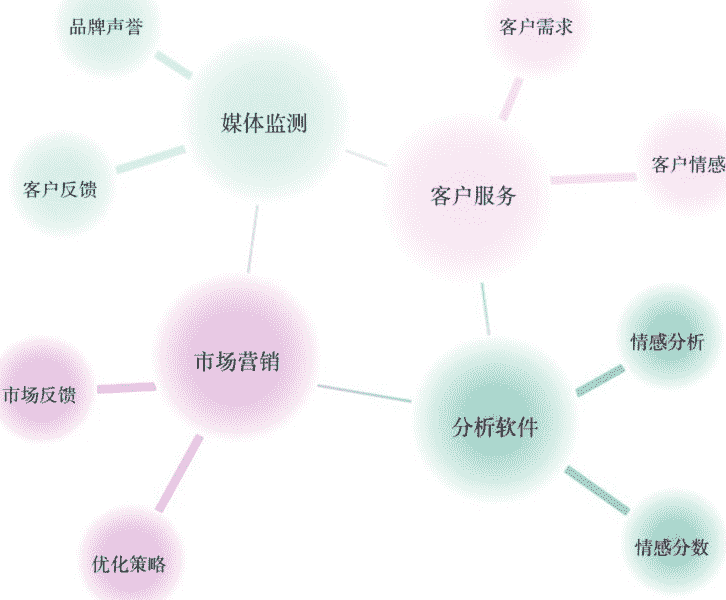 品牌声誉
客户需求
媒体监测
客户情感
客户反馈
客户服务
情感分析
市场营销
市场反馈
分析软件
情感分数
优化策略